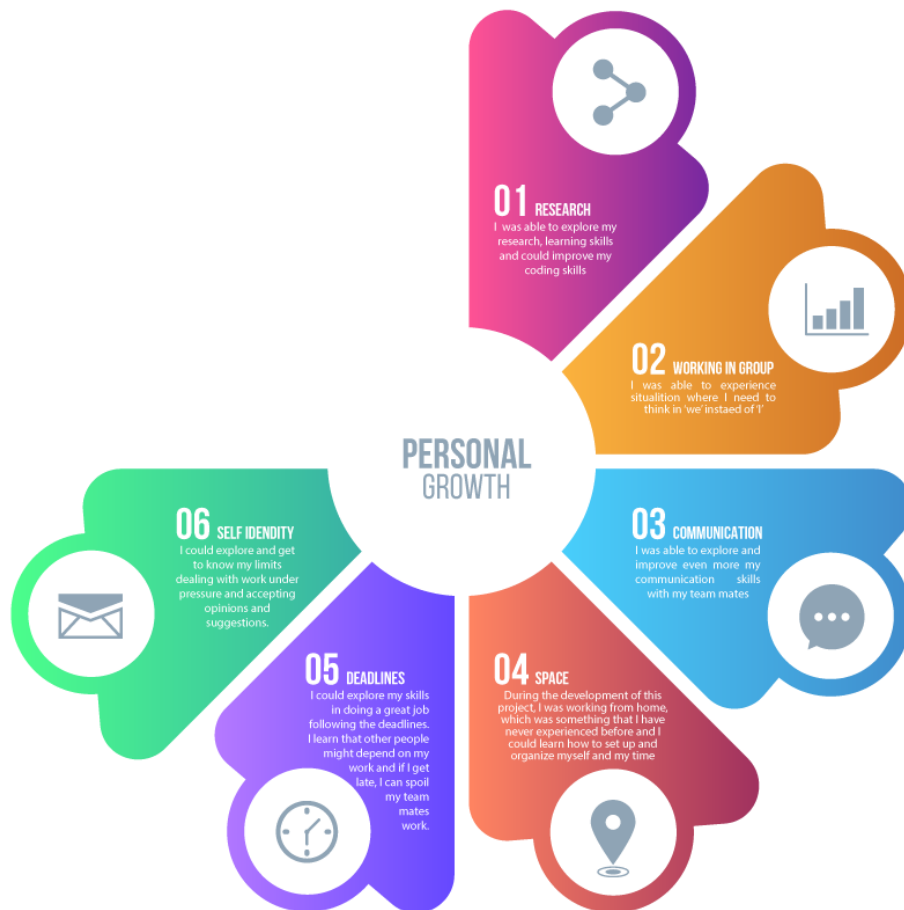 01 RESEARCH
I was able to explore my
research, learning skills
and could improve my
coding skills
02 WORKING IN GROUP
I was able to experience
situalition where I need to
think in 'we' instaed of 'I'
PERSONAL
GROWTH
03 COMMUNICATION
I was able to explore and
improve even more my
communication skills
with my team mates
04 SPACE
During the development of this
project, I was working from home,
which was something that I have
never experienced before and I
could learn how to set up and
organize myself and my time
05 DEADLINES
I could explore my skills
in doing a great job
following the deadlines.
I learn that other people
might depend on my
work and if I get
late, I can spoil
my team
mates
work.
06 SELF IDENDITY
I could explore and get
to know my limits
dealing with work under
pressure and accepting
opinions and
suggestions.